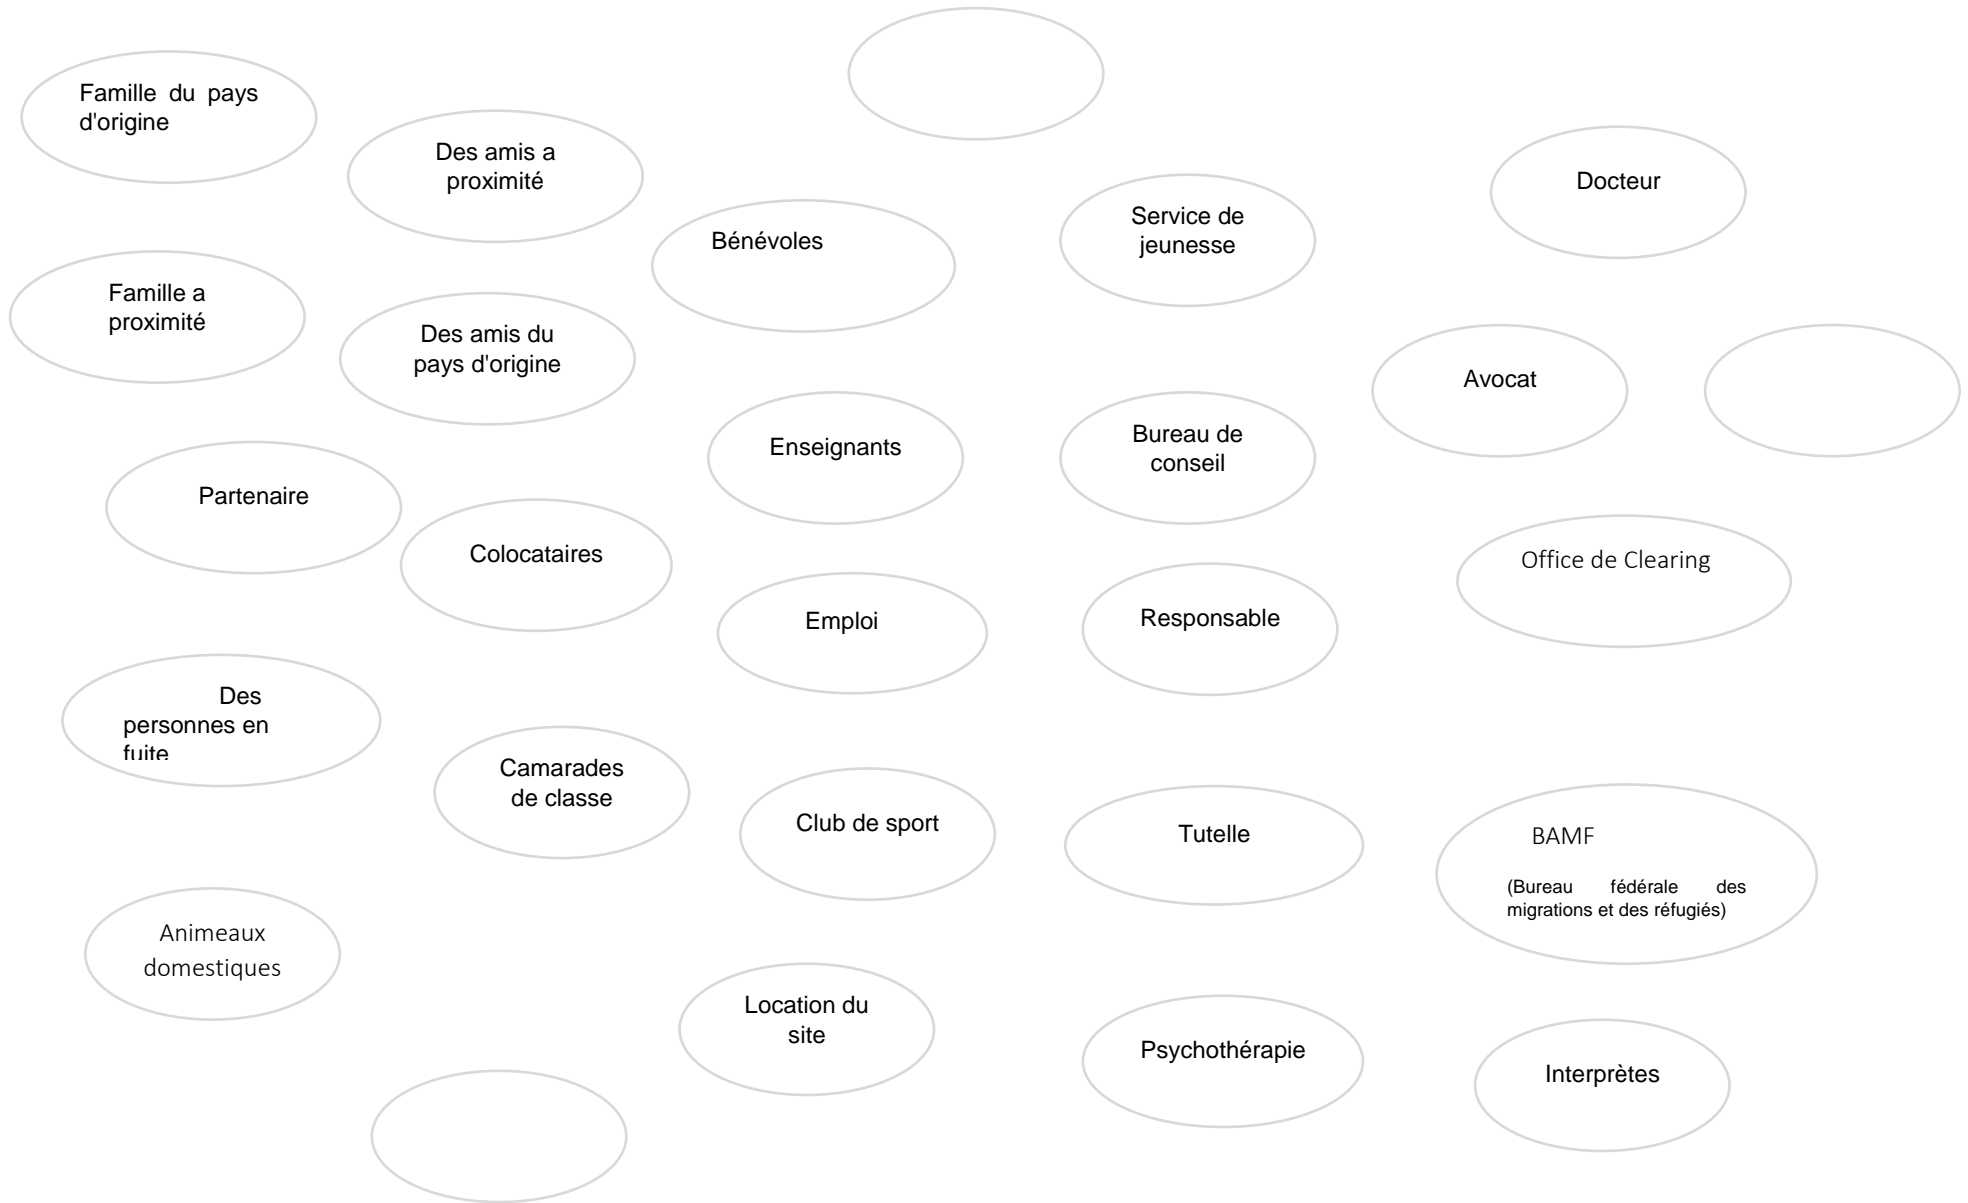 Famille du pays
d'origine
Des amis a
proximité
Docteur
Service de
jeunesse
Bénévoles
Famille a
proximité
Des amis du
pays d'origine
Avocat
Enseignants
Bureau de
conseil
Partenaire
Colocataires
Office de Clearing
Emploi
Responsable
Des
personnes en
fuite
Camarades
de classe
Club de sport
Tutelle
BAMF
(Bureau fédérale des
migrations et des réfugiés)
Animeaux
domestiques
Location du
site
Psychothérapie
Interprètes